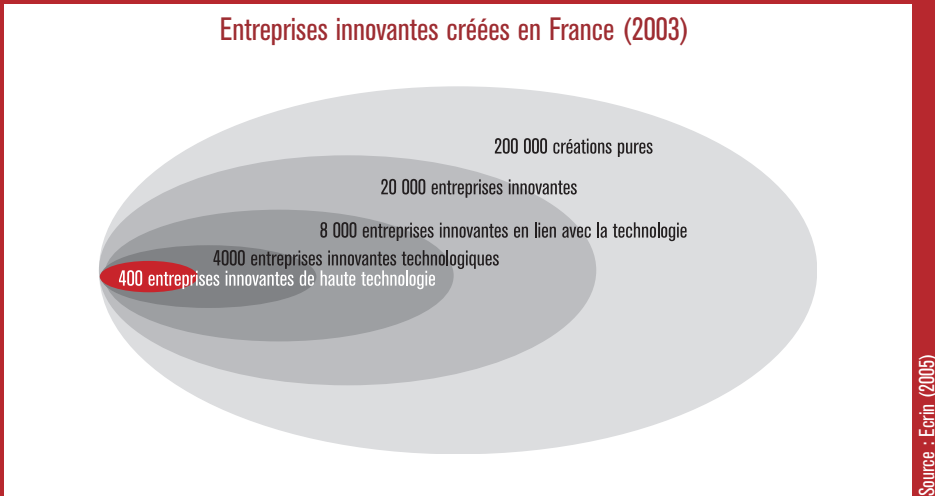 Entreprises innovantes créées en France (2003)
200 000 créations pures
20 000 entreprises innovantes
8 000 entreprises innovantes en lien avec la technologie
4000 entreprises innovantes technologiques
400 entreprises innovantes de haute technologie
Source : Ecrin (2005)